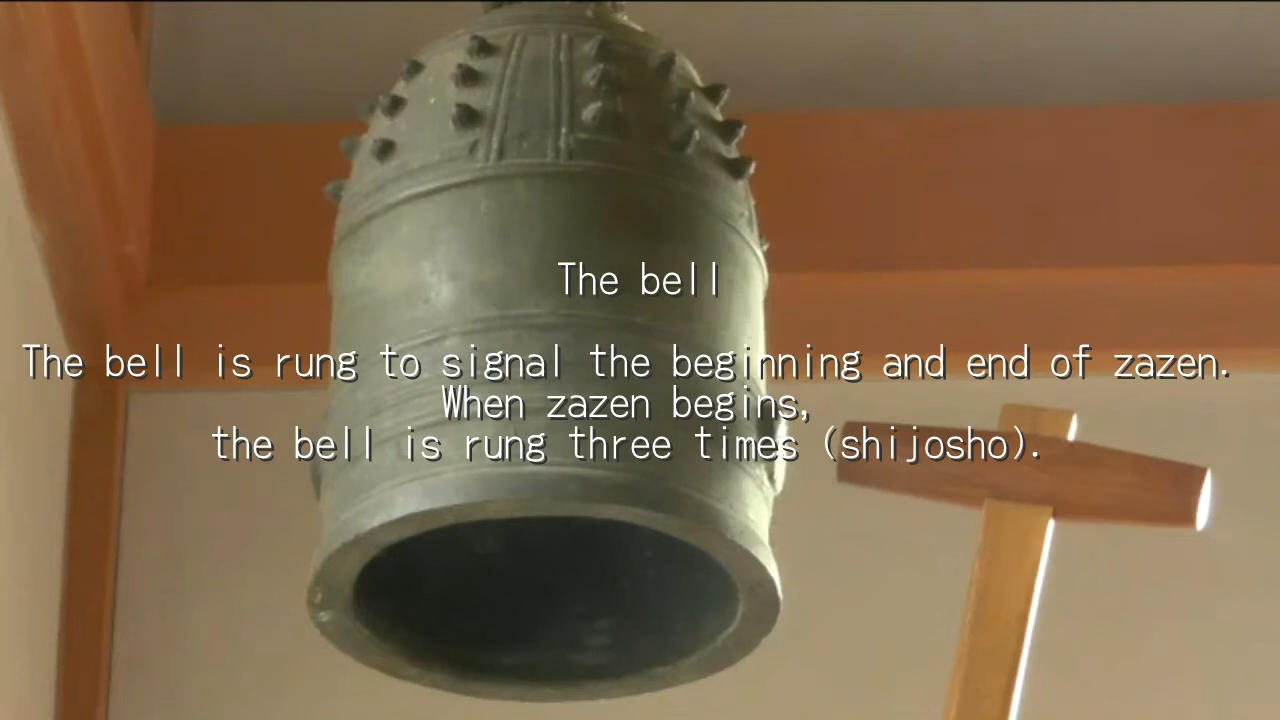 The bell
The bell is rung to signal the beginning and end of zazen.
When zazen begins,
the bell is rung three times (shijosho).